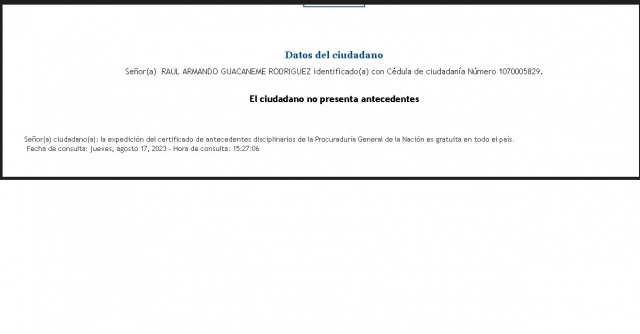 Datos del ciudadano
Señor(a) RAUL ARMANDO GUACANEME RODRIGUEZ identificado(a) con Cédula de ciudadanía Número 1070005829.
El ciudadano no presenta antecedentes
Señor(a) ciudadano(a): la expedición del certificado de antecedentes disciplinarios de la Procuraduría General de la Nación es gratuita en todo el país.
Fecha de consulta: jueves, agosto 17, 2023 - Hora de consulta: 15:27:06